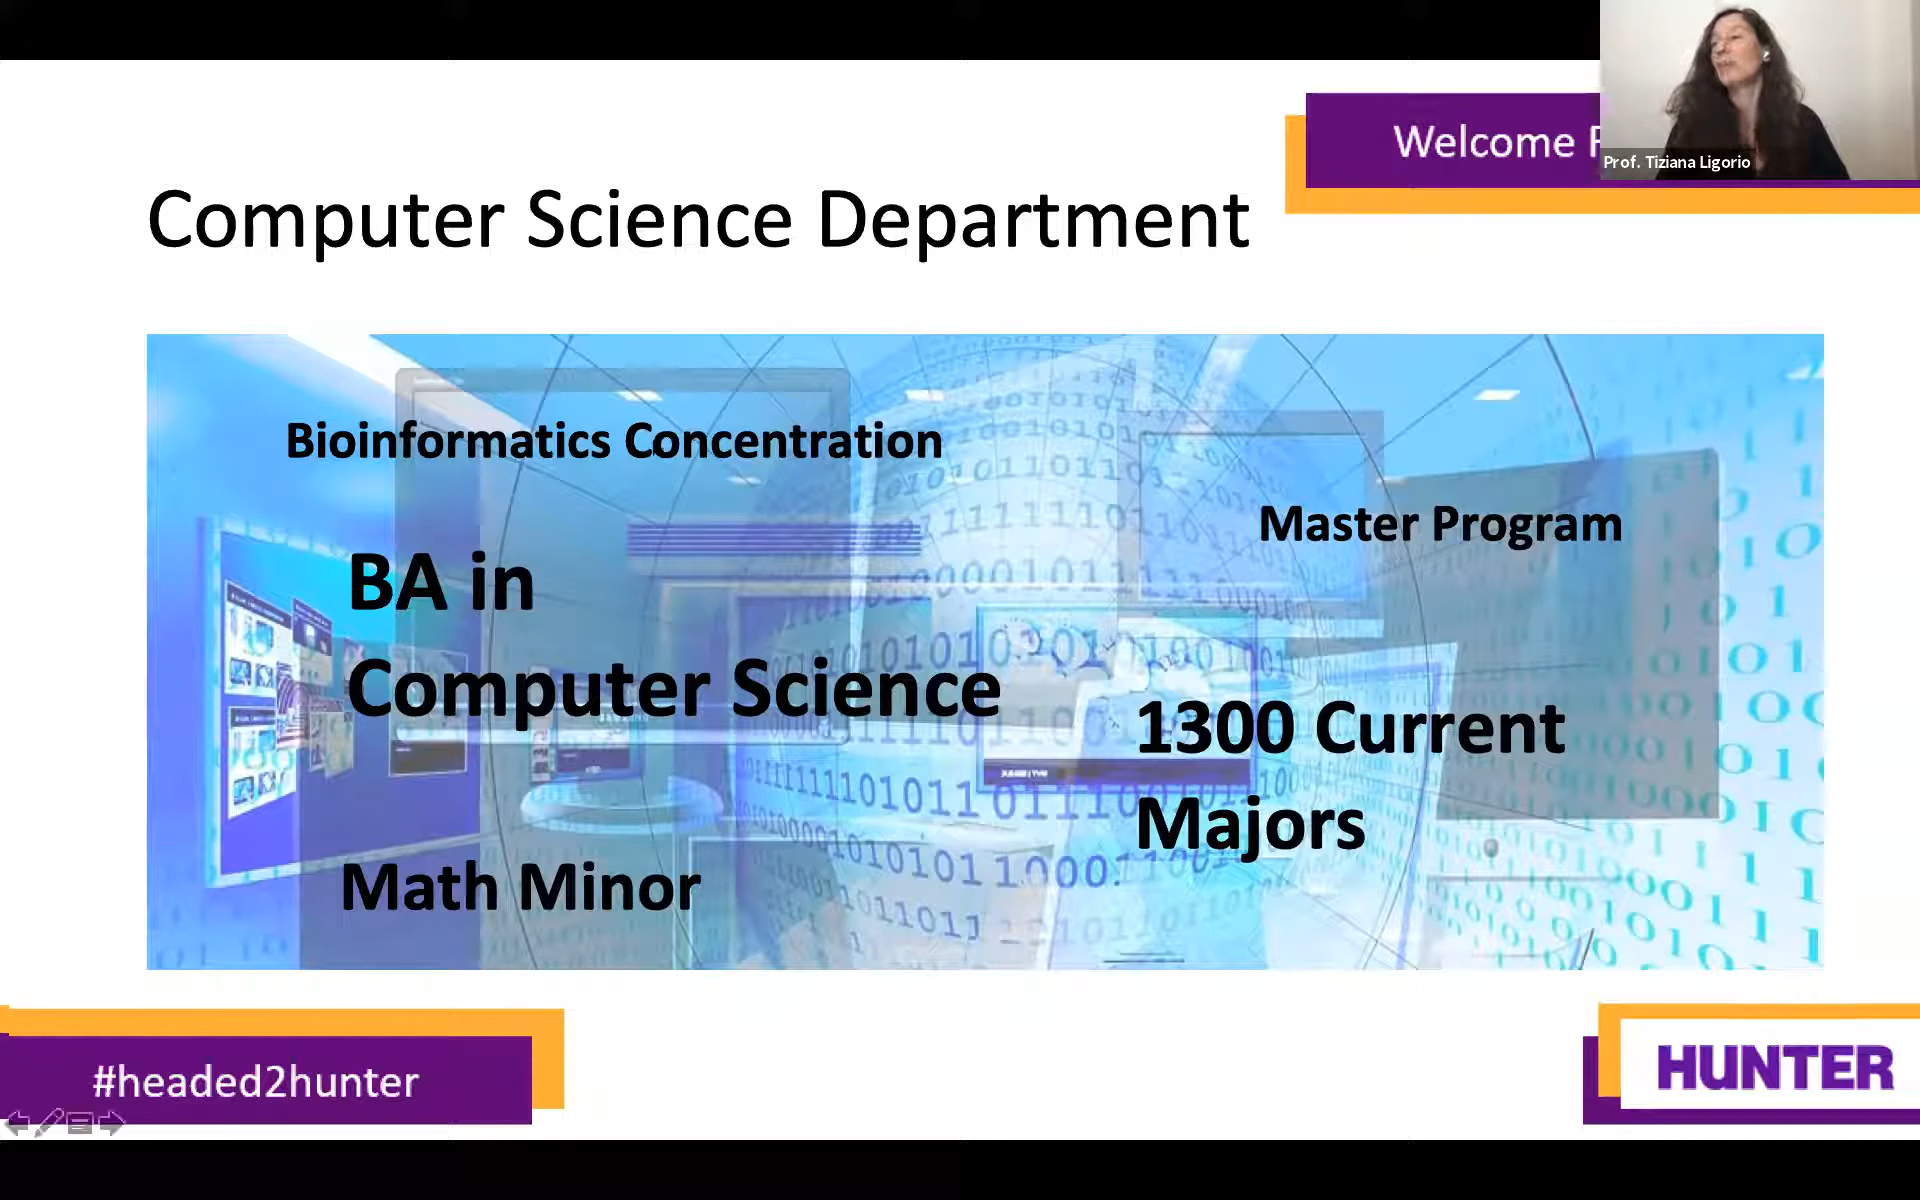 Welcome
Prof. Tiziana Ligorio
Computer Science Department
Bioinformatics Concentration
Master Program
BA in
Computer Science
1300 Current
Majors
Math Minor
#headed2hunter
HUNTER